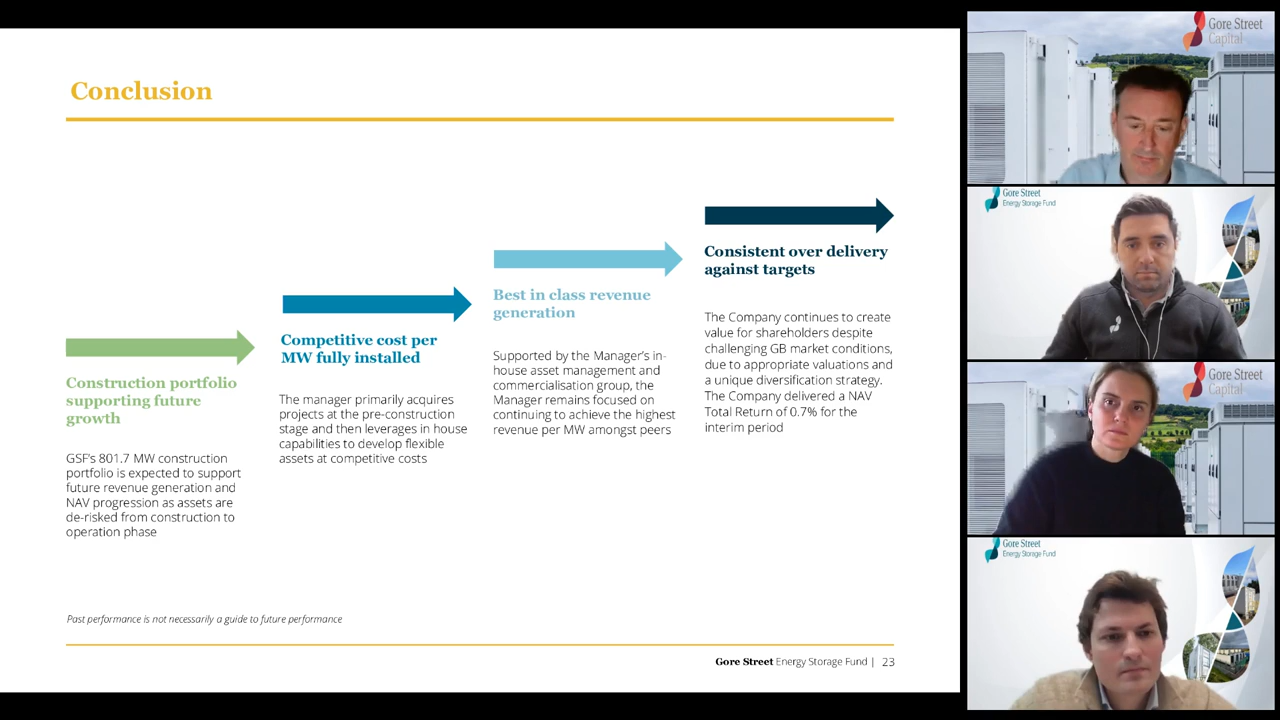 Conclusion
Construction portfolio
supporting future
growth
GSF's 801.7 MW construction
portfolio is expected to support
future revenue generation and
NAV progression as assets are
de-risked from construction to
operation phase
Competitive cost per
MW fully installed
The manager primarily acquires
projects at the pre-construction
stage and then leverages in house
capabilities to develop flexible
assets at competitive costs
Best in class revenue
generation
Supported by the Manager's in-
house asset management and
commercialisation group, the
Manager remains focused on
continuing to achieve the highest
revenue per MW amongst peers
Consistent over delivery
against targets
The Company continues to create
value for shareholders despite
challenging GB market conditions,
due to appropriate valuations and
a unique diversification strategy.
The Company delivered a NAV
Total Return of 0.7% for the
interim period
Past performance is not necessarily a guide to future performance
Gore Street Energy Storage Fund | 23
Gore Street
Capital
Gore Street
Energy Storage Fund
Gore Street
Capital
Gore Street
Energy Storage Fund